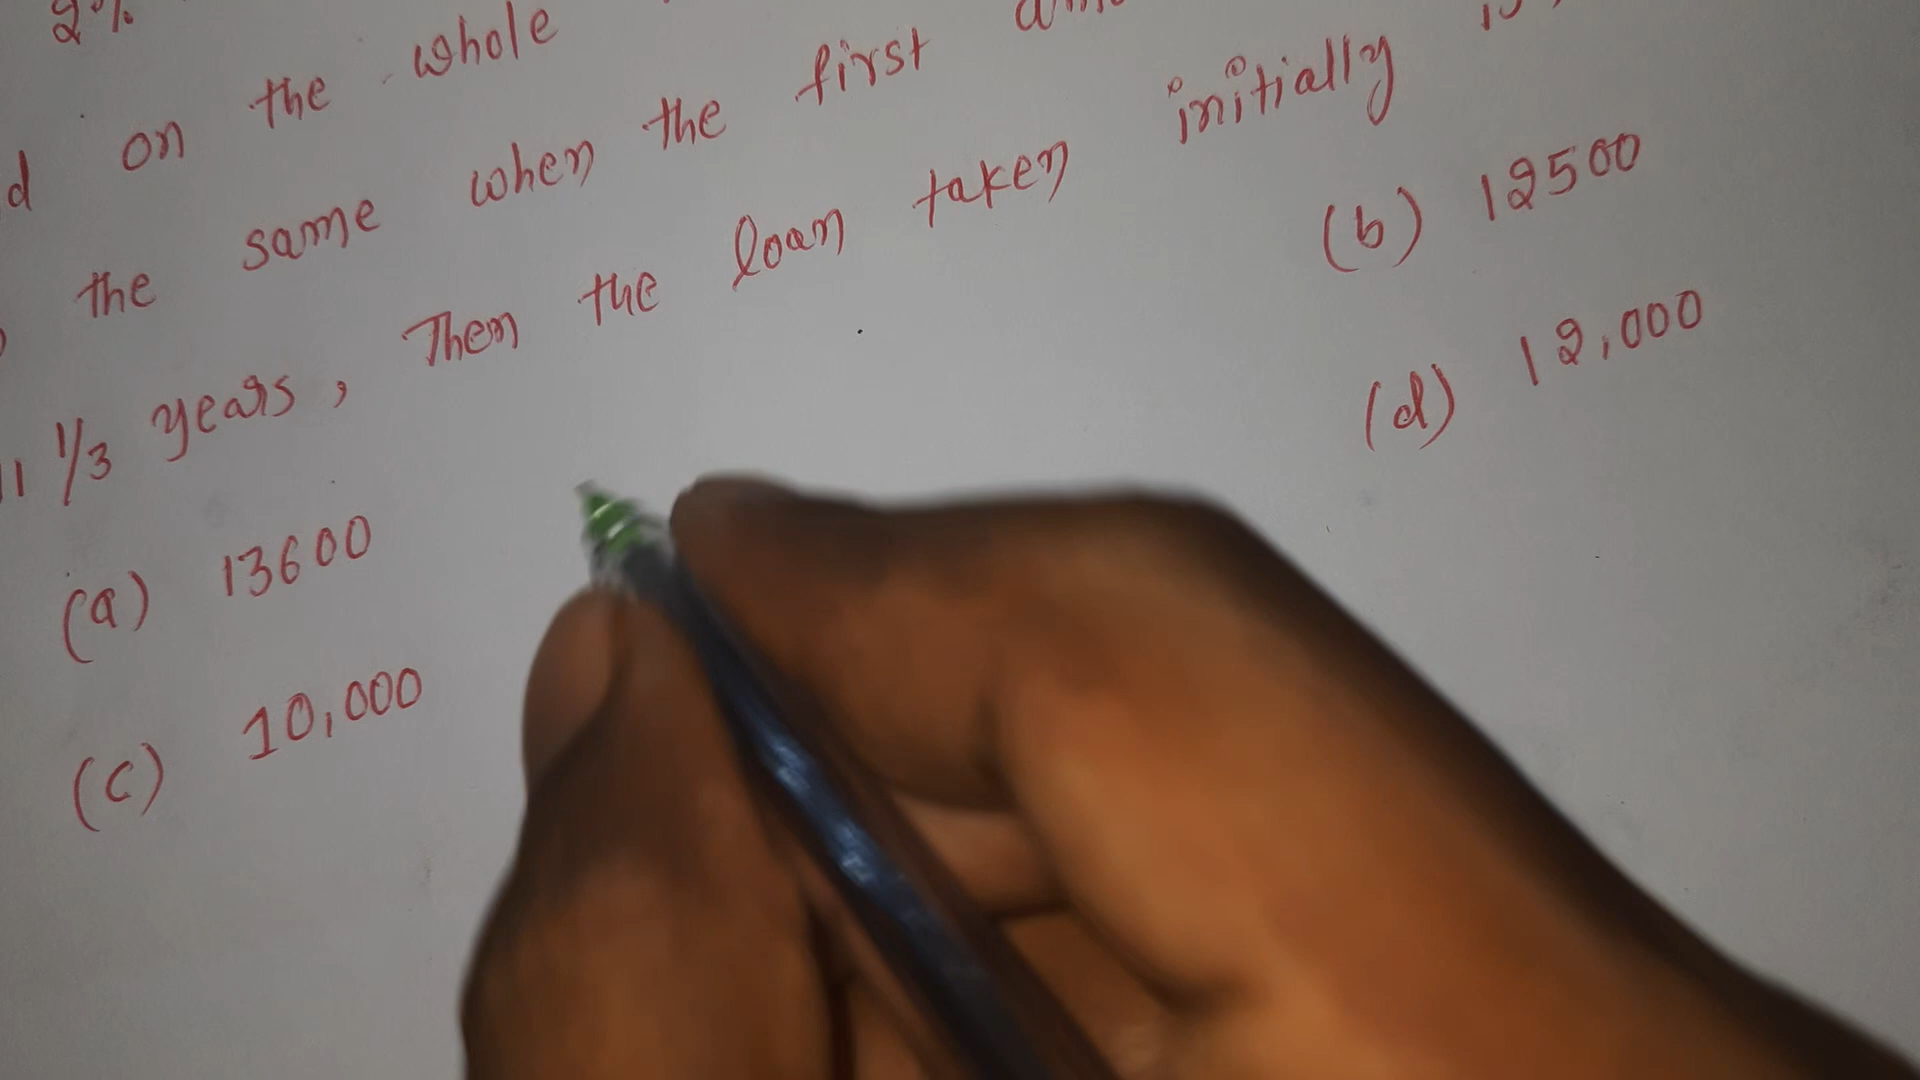 2%
d on the whole
the same when the first
11 1/3 years, Then the loan taken initially
(a) 13600 (b) 12500
(c) 10,000 (d) 12,000